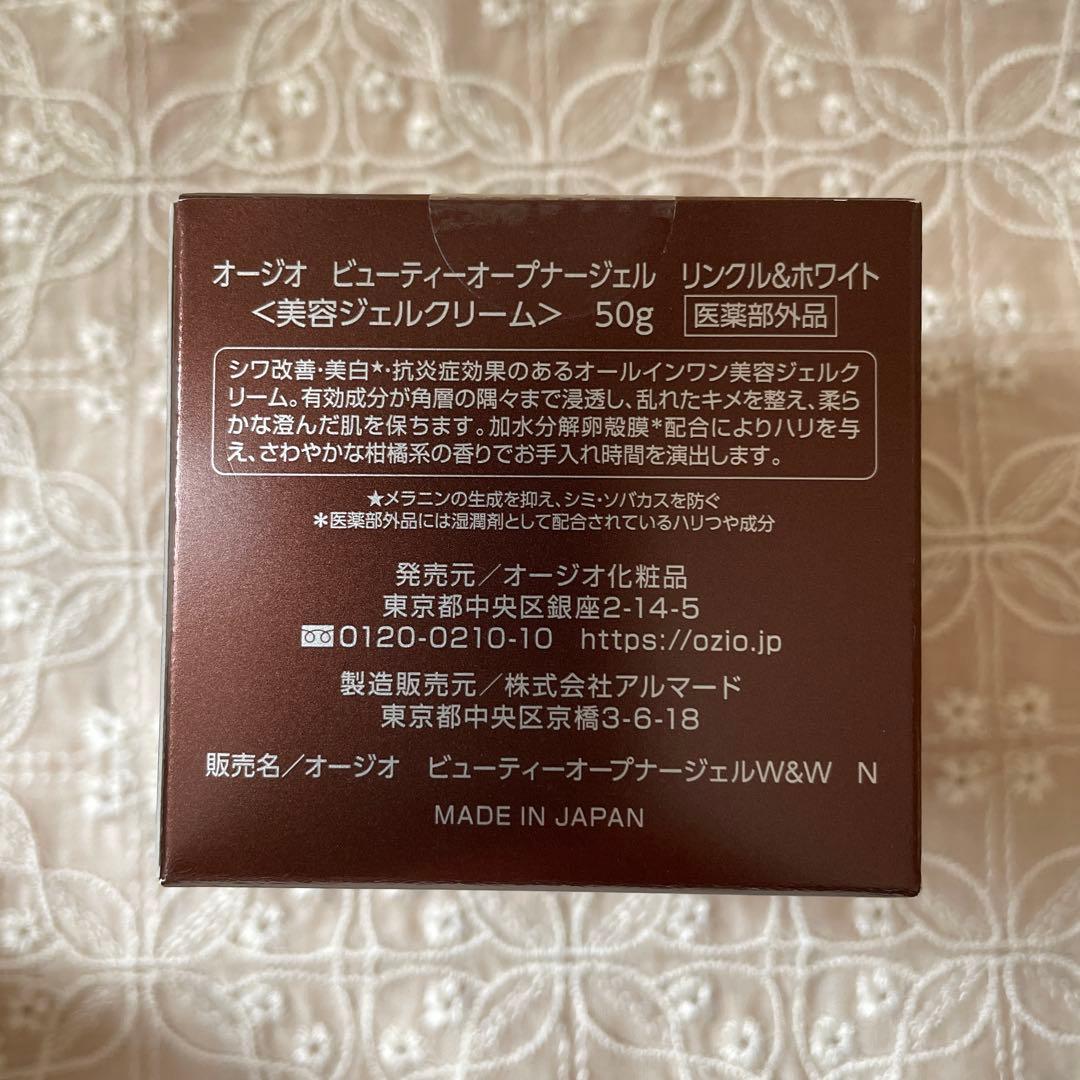 オージオ　ビューティーオープナージェル　リンクル&ホワイト
＜美容ジェルクリーム＞　50g　医薬部外品
シワ改善・美白★・抗炎症効果のあるオールインワン美容ジェルク
リーム。有効成分が角層の隅々まで浸透し、乱れたキメを整え、柔ら
かな澄んだ肌を保ちます。加水分解卵殻膜*配合によりハリを与
え、さわやかな柑橘系の香りでお手入れ時間を演出します。
★メラニンの生成を抑え、シミ・ソバカスを防ぐ
*医薬部外品には湿潤剤として配合されているハリつや成分
発売元／オージオ化粧品
東京都中央区銀座2-14-5
0120-0210-10　https://ozio.jp
製造販売元／株式会社アルマード
東京都中央区京橋3-6-18
販売名／オージオ　ビューティーオープナージェルW&W　N
MADE IN JAPAN